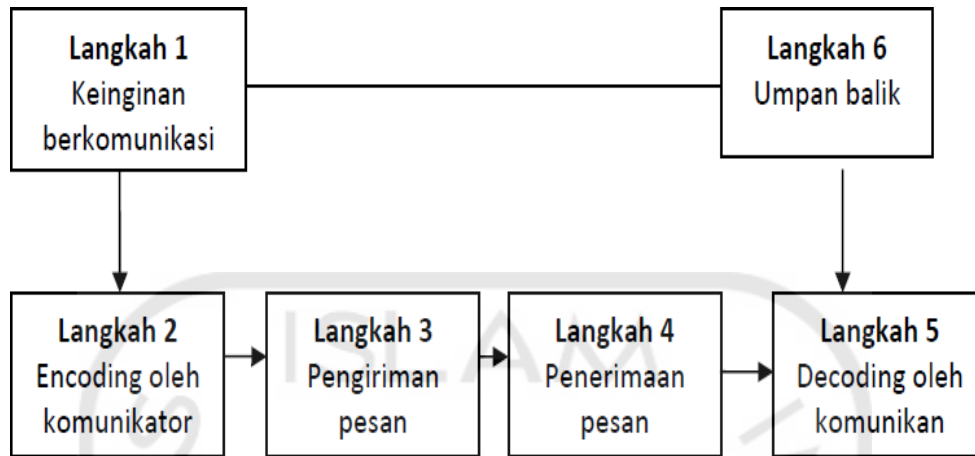 Langkah 1
Keinginan
berkomunikasi
Langkah 6
Umpan balik
Langkah 2
Encoding oleh
komunikator
Langkah 3
Pengiriman
pesan
Langkah 4
Penerimaan
pesan
Langkah 5
Decoding oleh
komunikan
ISLAM